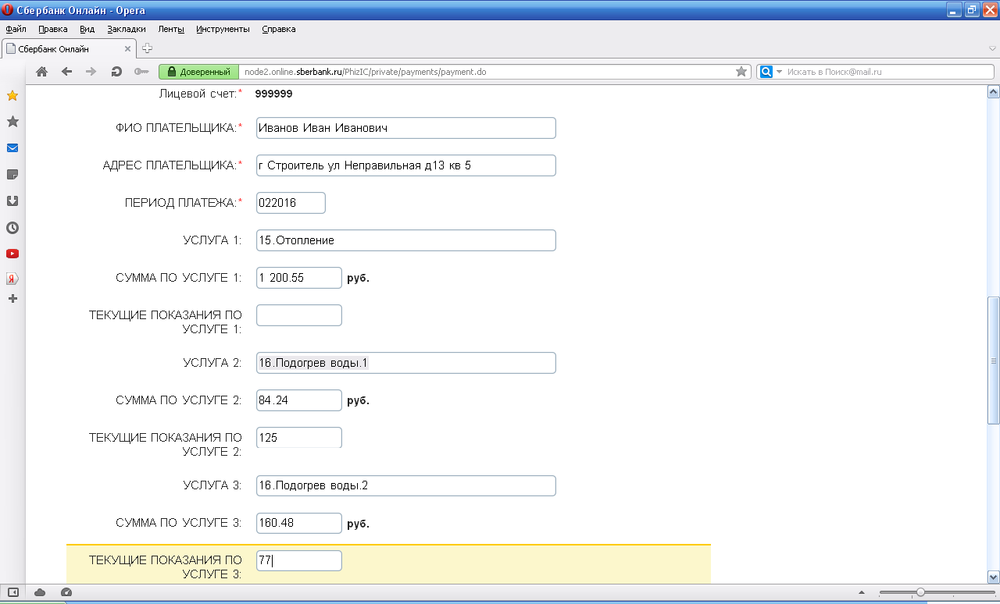 Сбербанк Онлайн - Opera
Файл Правка Вид Закладки Ленты Инструменты Справка
Сбербанк Онлайн
Доверенный node2.online.sberbank.ru/PhizIC/private/payments/payment.do Искать в Поиск@mail.ru
Лицевой счет:* 999999
ФИО ПЛАТЕЛЬЩИКА:* Иванов Иван Иванович
АДРЕС ПЛАТЕЛЬЩИКА:* г Строитель ул Неправильная д13 кв 5
ПЕРИОД ПЛАТЕЖА:* 022016
УСЛУГА 1: 15.Отопление
СУММА ПО УСЛУГЕ 1: 1 200.55 руб.
ТЕКУЩИЕ ПОКАЗАНИЯ ПО
УСЛУГЕ 1:
УСЛУГА 2: 16.Подогрев воды.1
СУММА ПО УСЛУГЕ 2: 84.24 руб.
ТЕКУЩИЕ ПОКАЗАНИЯ ПО 125
УСЛУГЕ 2:
УСЛУГА 3: 16.Подогрев воды.2
СУММА ПО УСЛУГЕ 3: 160.48 руб.
ТЕКУЩИЕ ПОКАЗАНИЯ ПО 77
УСЛУГЕ 3: